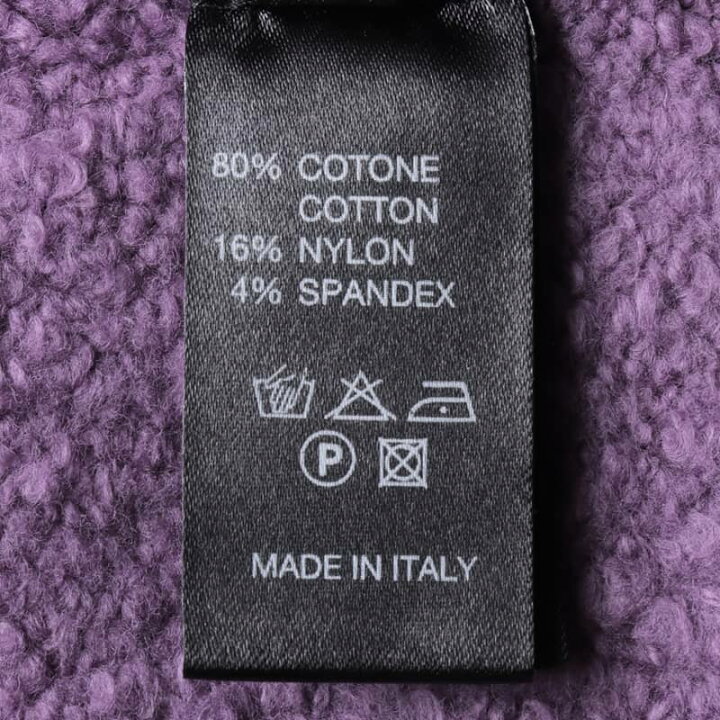 80% COTONE
COTTON
16% NYLON
4% SPANDEX
P
MADE IN ITALY